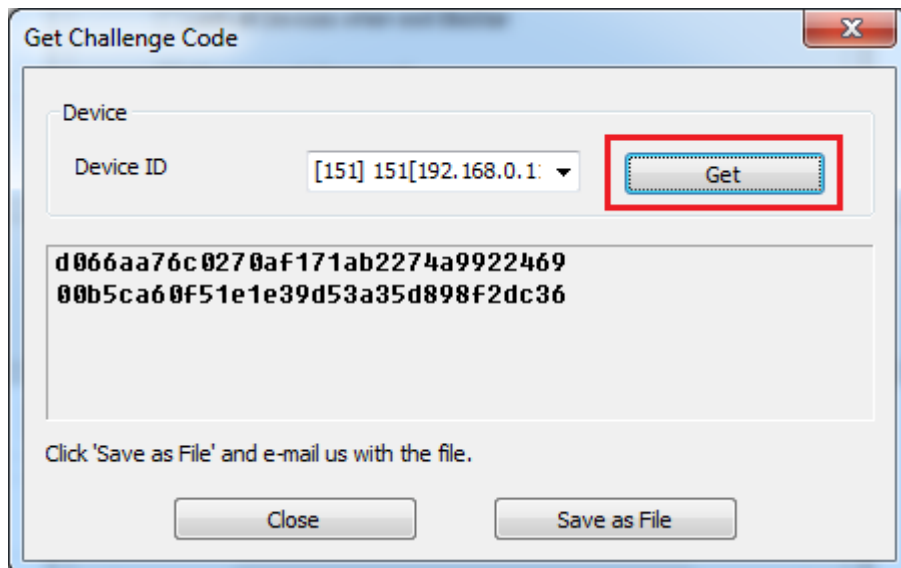 Get Challenge Code
Device
Device ID
[151] 151[192.168.0.1
Get
d066aa76c0270af171ab2274a9922469
00b5ca60f51e1e39d53a35d898f2dc36
Click 'Save as File' and e-mail us with the file.
Close
Save as File